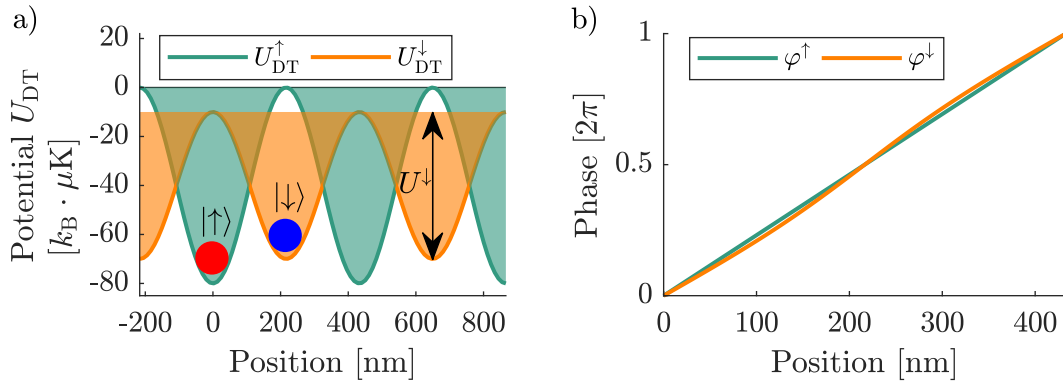 a)
U↑DT U↓DT
Potential UDT
[kB · μK]
20
0
-20
-40
-60
-80
|↑⟩
|↓⟩
U↓
-200 0 200 400 600 800
Position [nm]
b)
φ↑ φ↓
Phase [2π]
1
0.5
0
0 100 200 300 400
Position [nm]